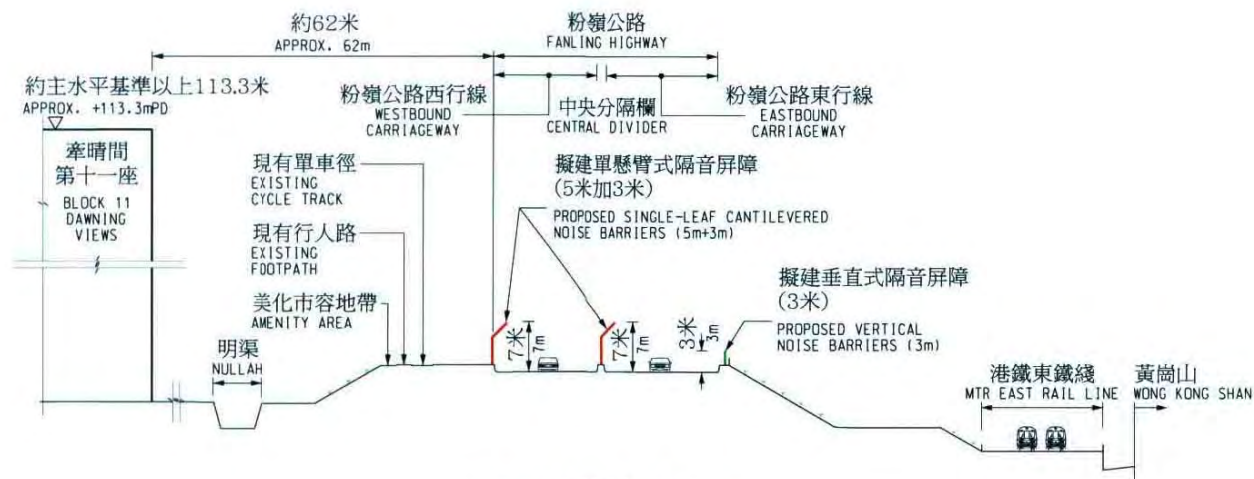 約62米
APPROX. 62m
粉嶺公路
FANLING HIGHWAY
約主水平基準以上113.3米
APPROX. +113.3mPD
粉嶺公路西行線
WESTBOUND
CARRIAGEWAY
中央分隔欄
CENTRAL DIVIDER
粉嶺公路東行線
EASTBOUND
CARRIAGEWAY
牽晴間
第十一座
BLOCK 11
DAWNING
VIEWS
現有單車徑
EXISTING
CYCLE TRACK
擬建單懸臂式隔音屏障
(5米加3米)
PROPOSED SINGLE-LEAF CANTILEVERED
NOISE BARRIERS (5m+3m)
現有行人路
EXISTING
FOOTPATH
擬建垂直式隔音屏障
(3米)
PROPOSED VERTICAL
NOISE BARRIERS (3m)
美化市容地帶
AMENITY AREA
7米
7m
7米
7m
3米
3m
明渠
NULLAH
港鐵東鐵綫
MTR EAST RAIL LINE
黃崗山
WONG KONG SHAN